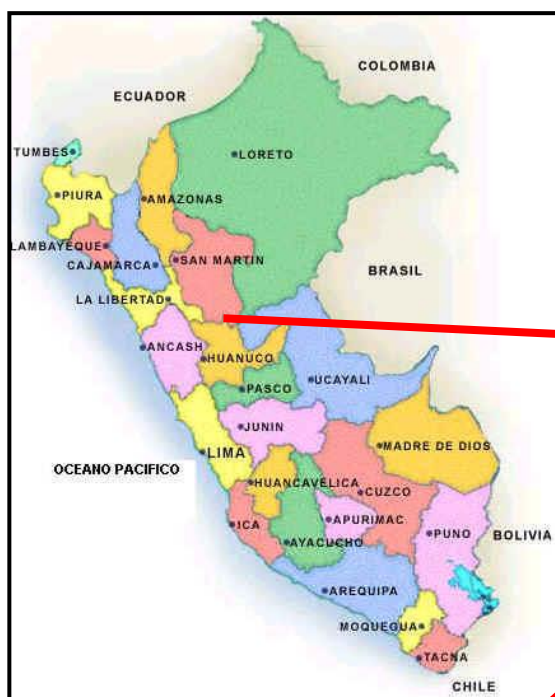 COLOMBIA
ECUADOR
TUMBES
LORETO
PIURA
AMAZONAS
LAMBAYEQUE
CAJAMARCA
SAN MARTIN
BRASIL
LA LIBERTAD
ANCASH
HUANUCO
UCAYALI
PASCO
JUNIN
LIMA
MADRE DE DIOS
OCEANO PACIFICO
HUANCAVELICA
CUZCO
ICA
APURIMAC
PUNO
BOLIVIA
AYACUCHO
AREQUIPA
MOQUEGUA
TACNA
CHILE